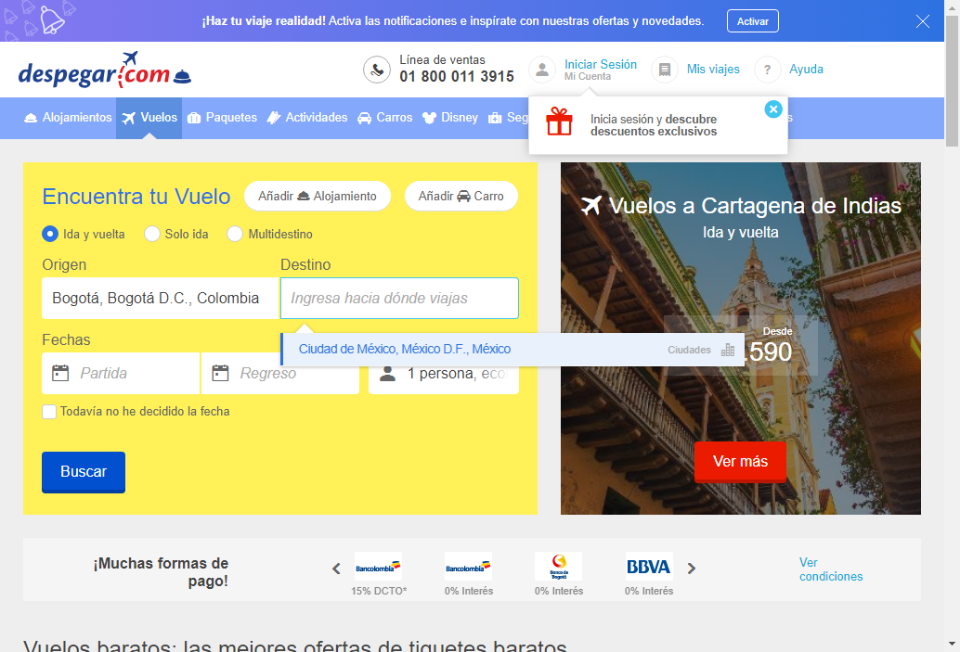 ¡Haz tu viaje realidad! Activa las notificaciones e inspírate con nuestras ofertas y novedades.
Activar
despegar.com
Línea de ventas
01 800 011 3915
Iniciar Sesión
Mi Cuenta
Mis viajes
?
Ayuda
Alojamientos
Vuelos
Paquetes
Actividades
Carros
Disney
Seg
s
Inicia sesión y descubre
descuentos exclusivos
Encuentra tu Vuelo
Añadir Alojamiento
Añadir Carro
Ida y vuelta
Solo ida
Multidestino
Origen
Destino
Bogotá, Bogotá D.C., Colombia
Ingresa hacia dónde viajas
Fechas
Ciudad de México, México D.F., México
Ciudades
Partida
Regreso
1 persona, eco
Todavía no he decidido la fecha
Buscar
Vuelos a Cartagena de Indias
Ida y vuelta
Desde
.590
Ver más
¡Muchas formas de
pago!
Bancolombia
15% DCTO*
Bancolombia
0% Interés
Banco de
Bogotá
0% Interés
BBVA
0% Interés
Ver
condiciones
Vuelos baratos: las mejores ofertas de tiquetes baratos